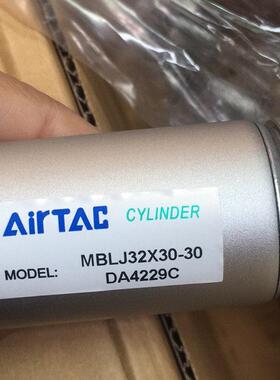 AirTAC CYLINDER
MODEL: MBLJ32X30-30
DA4229C